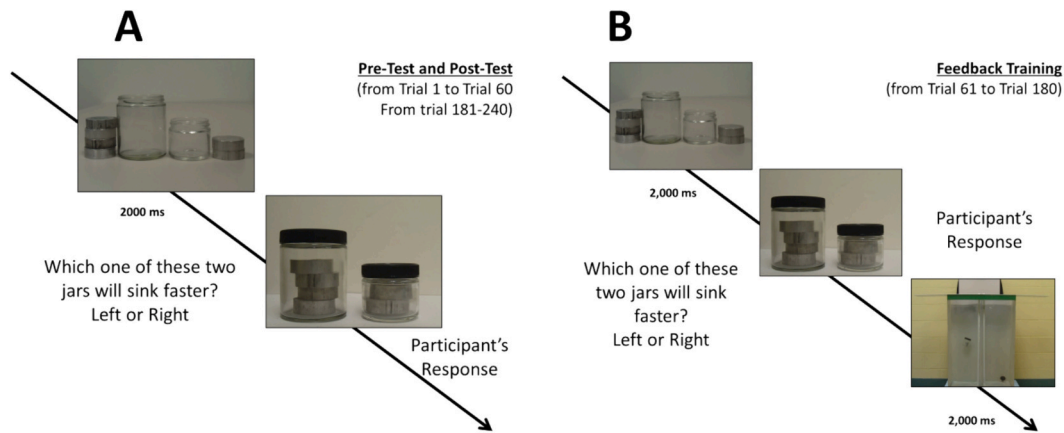 A
Pre-Test and Post-Test
(from Trial 1 to Trial 60
From trial 181-240)
2000 ms
Which one of these two
jars will sink faster?
Left or Right
Participant's
Response
B
Feedback Training
(from Trial 61 to Trial 180)
2,000 ms
Which one of these
two jars will sink
faster?
Left or Right
Participant's
Response
2,000 ms